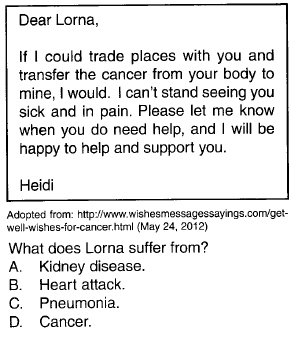 Dear Lorna,
If I could trade places with you and
transfer the cancer from your body to
mine, I would. I can't stand seeing you
sick and in pain. Please let me know
when you do need help, and I will be
happy to help and support you.
Heidi
Adopted from: http://www.wishesmessagessayings.com/get-
well-wishes-for-cancer.html (May 24, 2012)
What does Lorna suffer from?
A. Kidney disease.
B. Heart attack.
C. Pneumonia.
D. Cancer.